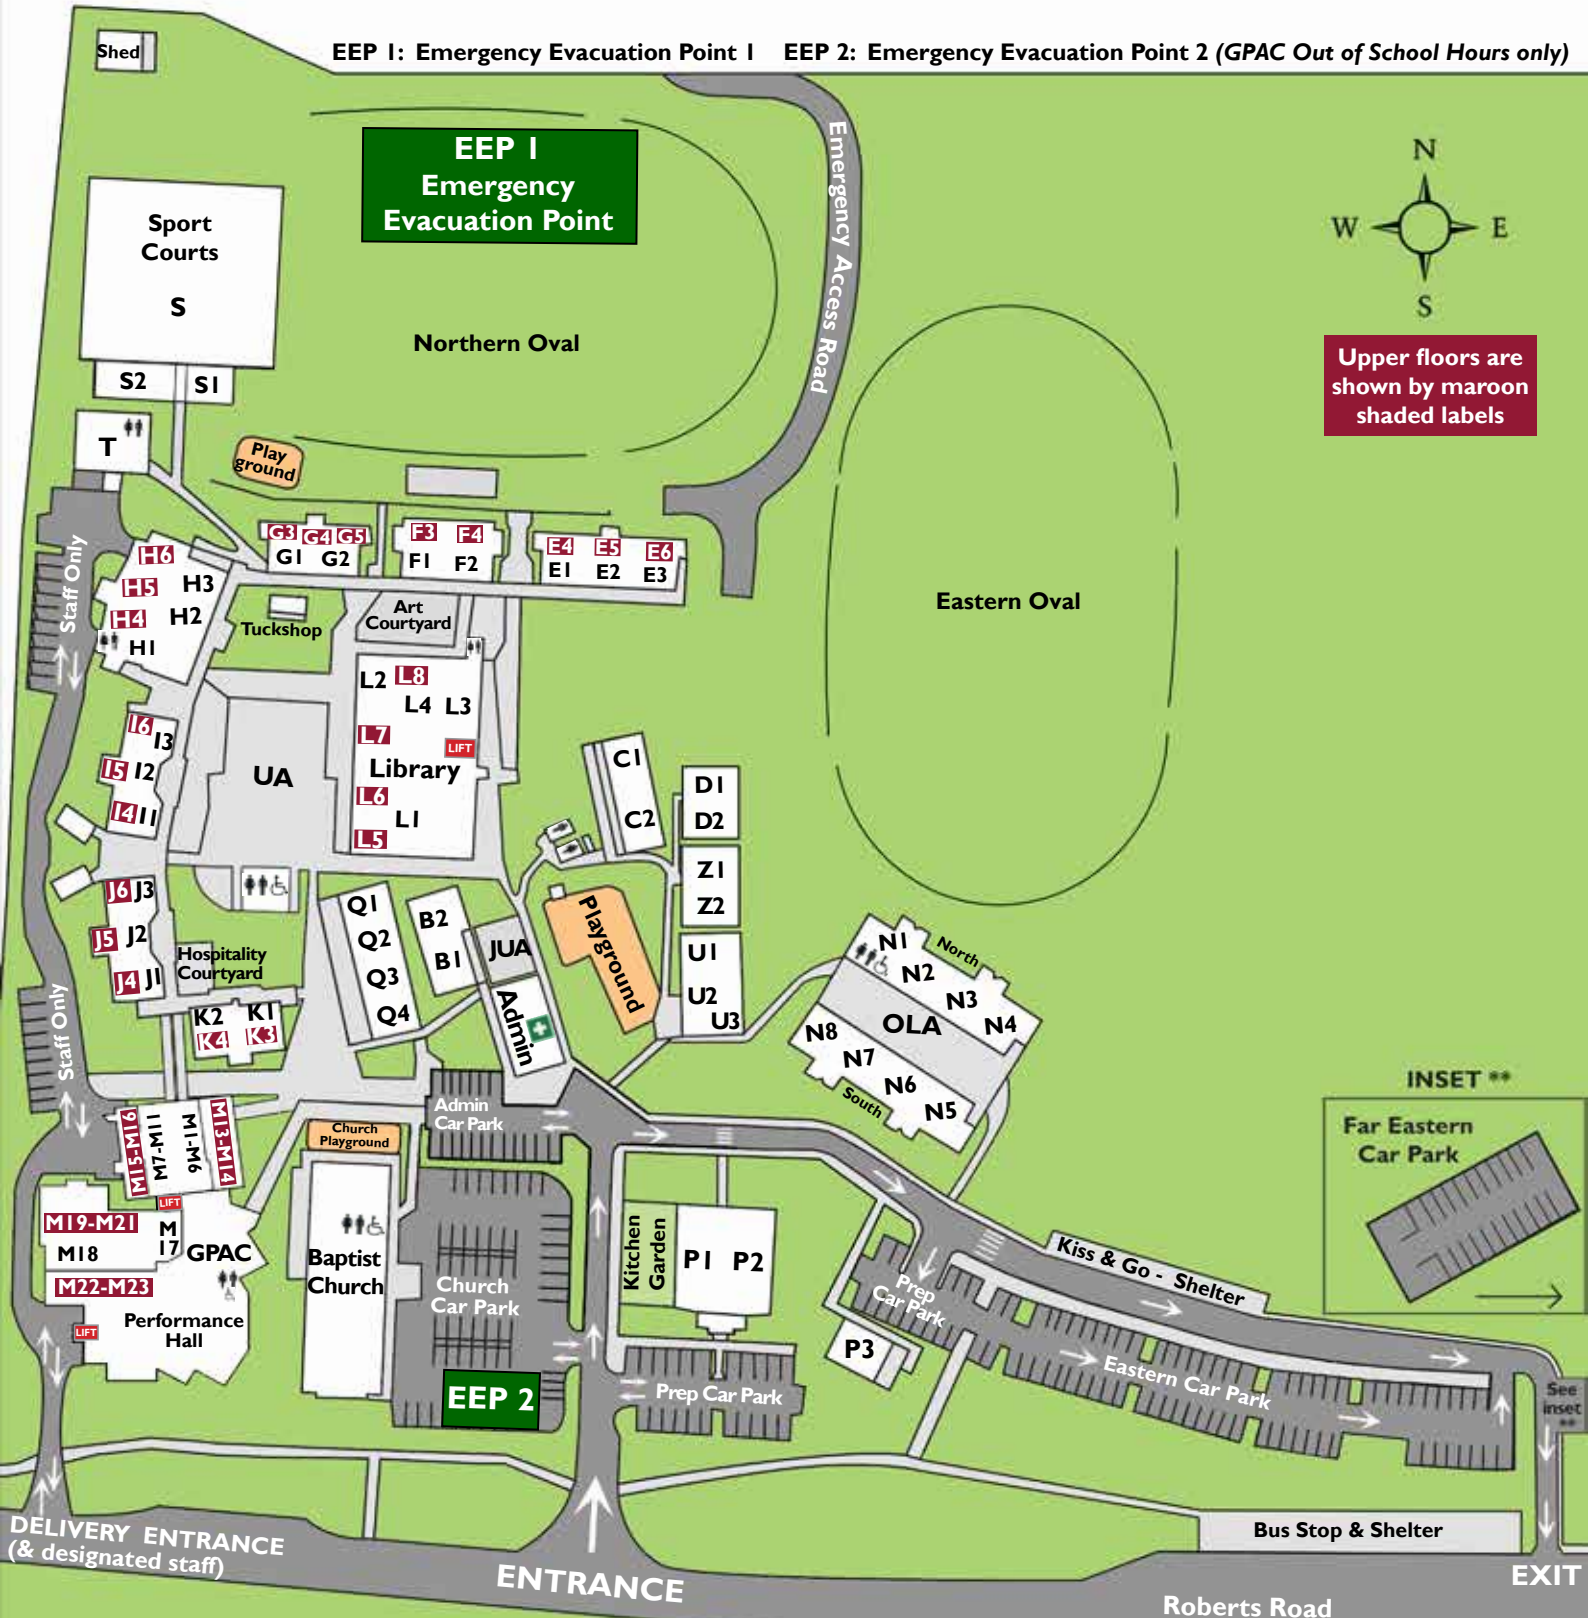 EEP 1: Emergency Evacuation Point 1 EEP 2: Emergency Evacuation Point 2 (GPAC Out of School Hours only)
Shed
EEP 1
Emergency
Evacuation Point
Emergency Access Road
N
W E
S
Sport
Courts
S
Northern Oval
Upper floors are
shown by maroon
shaded labels
S2 S1
T
Play
ground
G3 G4 G5
G1 G2
F3 F4
F1 F2
E4 E5 E6
E1 E2 E3
Staff Only
H6
H5 H3
H4 H2
H1
Tuckshop
Art
Courtyard
Eastern Oval
L2 L8
L4 L3
L7
LIFT
Library
L6
L1
L5
I6 I3
I5 I2
I4 I1
UA
C1
C2
D1
D2
Z1
Z2
U1
U2
U3
J6 J3
J5 J2
J4 J1
Hospitality
Courtyard
Q1
Q2
Q3
Q4
B2
B1
JUA
Admin
Playground
N1 North
N2
N3
N4
OLA
N8
N7
N6
N5
South
K2 K1
K4 K3
Staff Only
INSET **
Far Eastern
Car Park
Admin
Car Park
Church
Playground
M15-M16
M7-M11
M1-M6
M13-M14
LIFT
M19-M21
M
17
M18
GPAC
M22-M23
Performance
Hall
LIFT
Baptist
Church
Church
Car Park
EEP 2
Kitchen
Garden
P1 P2
Prep
Car Park
P3
Kiss & Go - Shelter
Prep Car Park
Eastern Car Park
See
inset
**
Bus Stop & Shelter
DELIVERY ENTRANCE
(& designated staff)
ENTRANCE
EXIT
Roberts Road